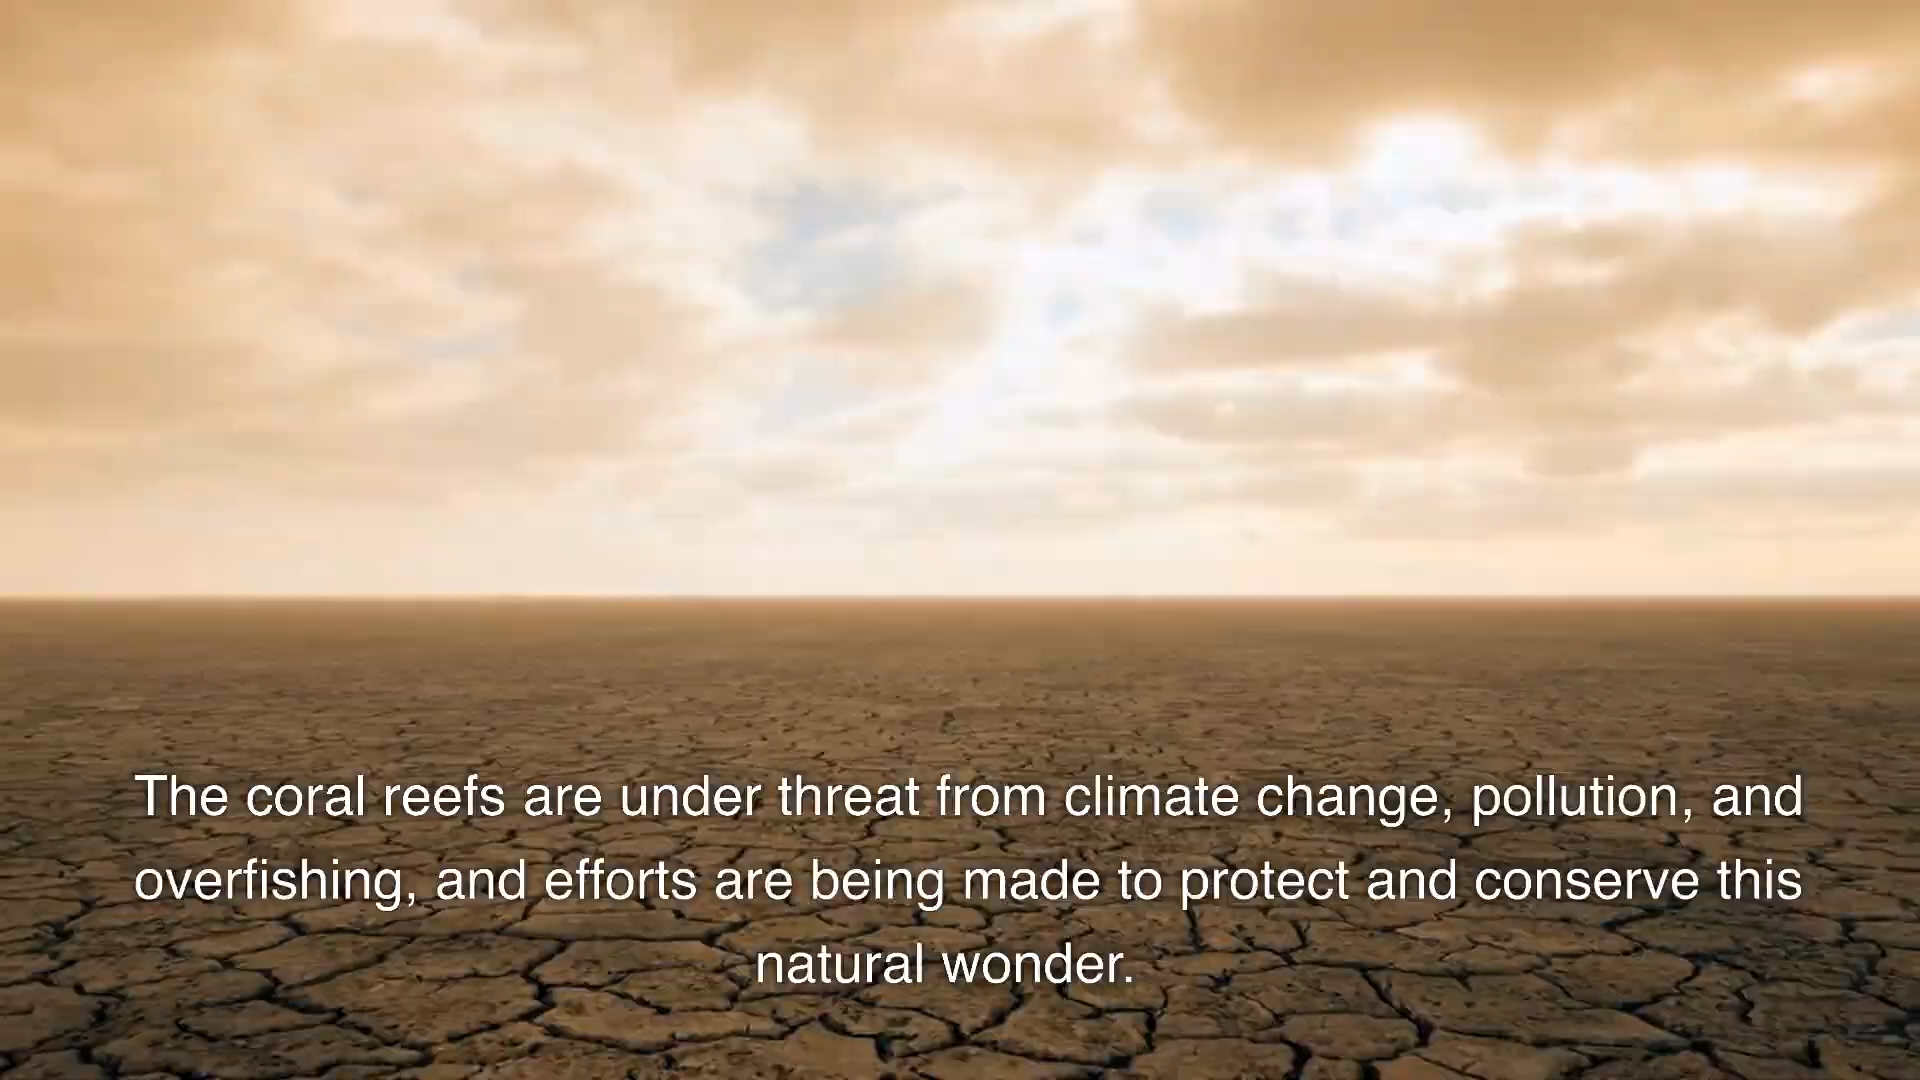 The coral reefs are under threat from climate change, pollution, and
overfishing, and efforts are being made to protect and conserve this
natural wonder.